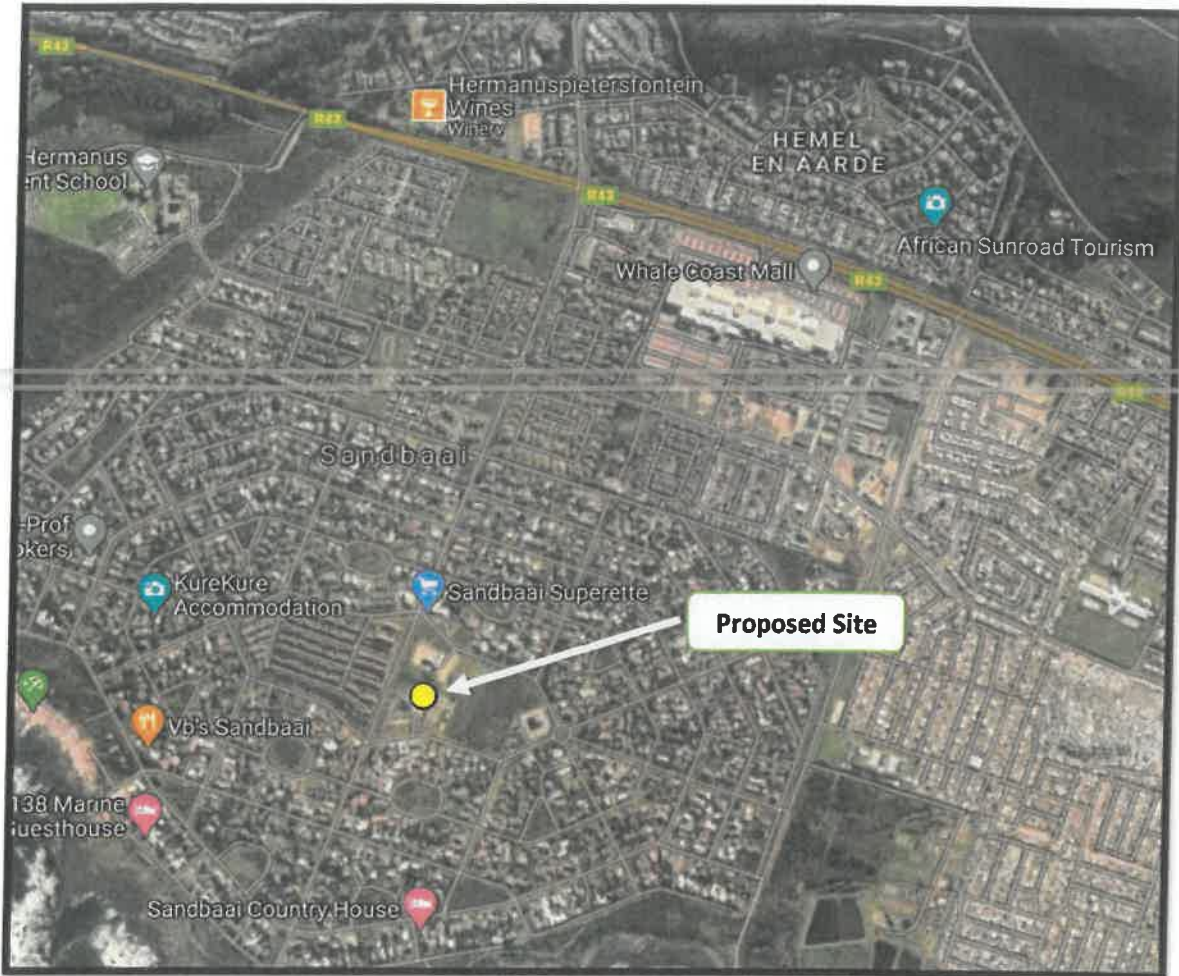 R43
Hermanuspietersfontein
Wines
Winery
R43
HEMEL
EN AARDE
Hermanus
ent School
R43
African Sunroad Tourism
Whale Coast Mall
R43
R43
Sandbaai
-Prof
okers
KureKure
Accommodation
Sandbaai Superette
Proposed Site
Vb's Sandbaai
138 Marine
uesthouse
Sandbaai Country House